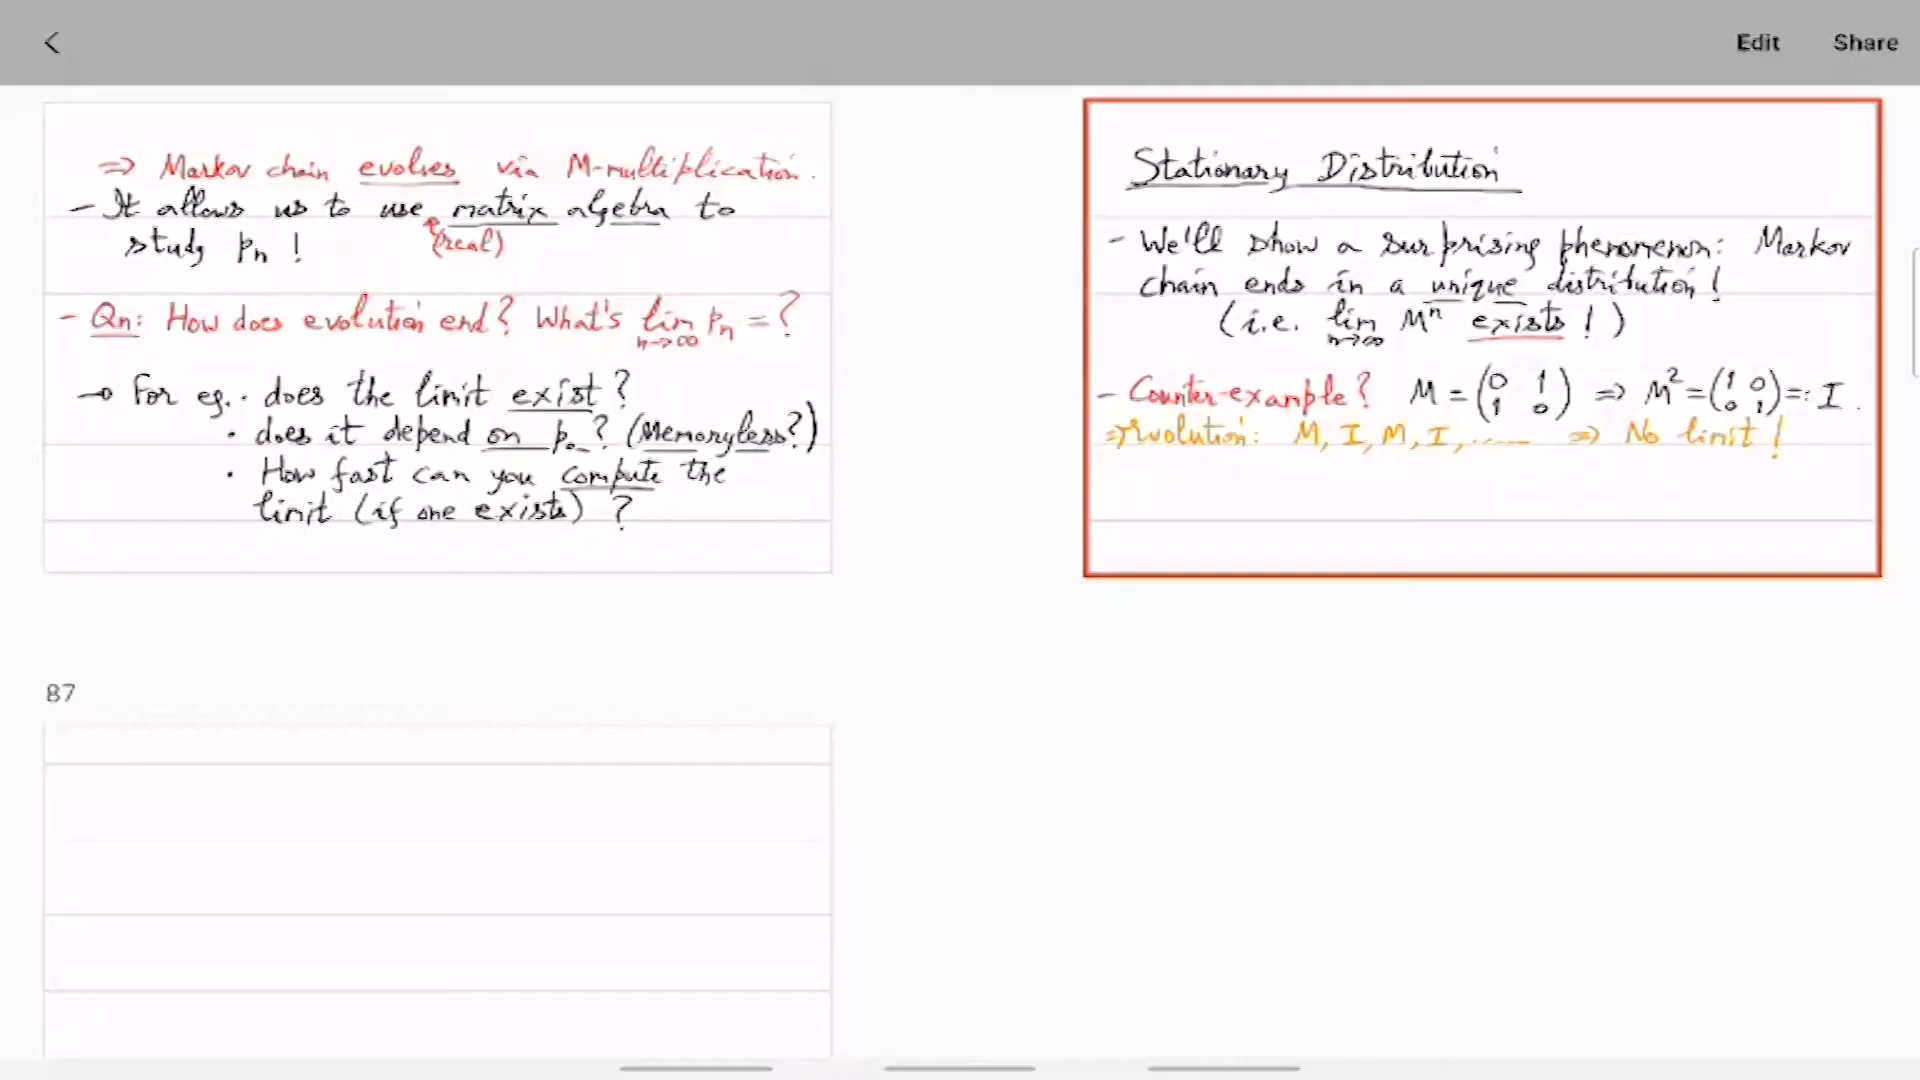 Edit Share
⇒ Markov chain evolves via M-multiplication.
- It allows us to use matrix algebra to
(real)
study pₙ !
- Qn: How does evolution end? What's lim pₙ = ?
n→∞
→ For eg. · does the limit exist?
· does it depend on p₀? (Memoryless?)
· How fast can you compute the
limit (if one exists) ?
Stationary Distribution
- We'll show a surprising phenomenon: Markov
chain ends in a unique distribution!
(i.e. lim Mⁿ exists ! )
n→∞
- Counter-example? M = (0 1 1 0) ⇒ M² = (1 0 0 1) =: I .
⇒ Evolution: M, I, M, I, ...... ⇒ No limit !
87